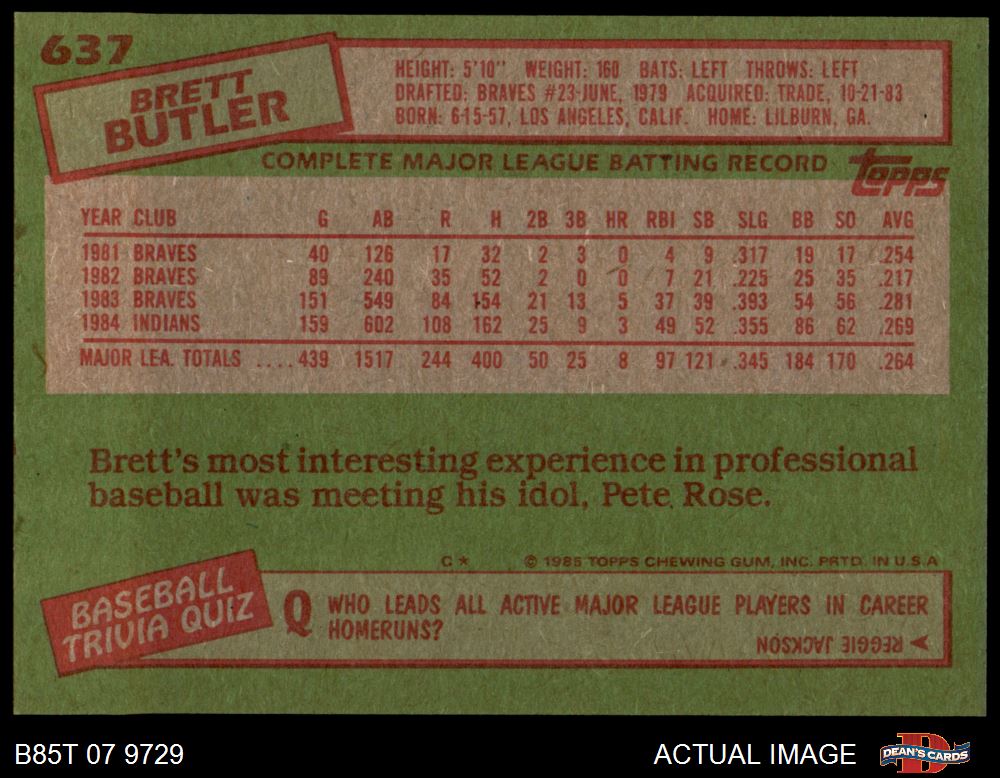 637
BRETT
BUTLER
HEIGHT: 5'10" WEIGHT: 160 BATS: LEFT THROWS: LEFT
DRAFTED: BRAVES #23-JUNE, 1979 ACQUIRED: TRADE, 10-21-83
BORN: 6-15-57, LOS ANGELES, CALIF. HOME: LILBURN, GA.
COMPLETE MAJOR LEAGUE BATTING RECORD
topps
YEAR CLUB G AB R H 2B 3B HR RBI SB SLG BB SO AVG
1981 BRAVES 40 126 17 32 2 3 0 4 9 .317 19 17 .254
1982 BRAVES 89 240 35 52 2 0 0 7 21 .225 25 35 .217
1983 BRAVES 151 549 84 154 21 13 5 37 39 .393 54 56 .281
1984 INDIANS 159 602 108 162 25 9 3 49 52 .355 86 62 .269
MAJOR LEA. TOTALS .... 439 1517 244 400 50 25 8 97 121 .345 184 170 .264
Brett's most interesting experience in professional
baseball was meeting his idol, Pete Rose.
C* © 1985 TOPPS CHEWING GUM, INC. PRTD. IN U.S.A
BASEBALL
TRIVIA QUIZ
Q WHO LEADS ALL ACTIVE MAJOR LEAGUE PLAYERS IN CAREER
HOMERUNS?
REGGIE JACKSON
B85T 07 9729
ACTUAL IMAGE
D
DEAN'S CARDS